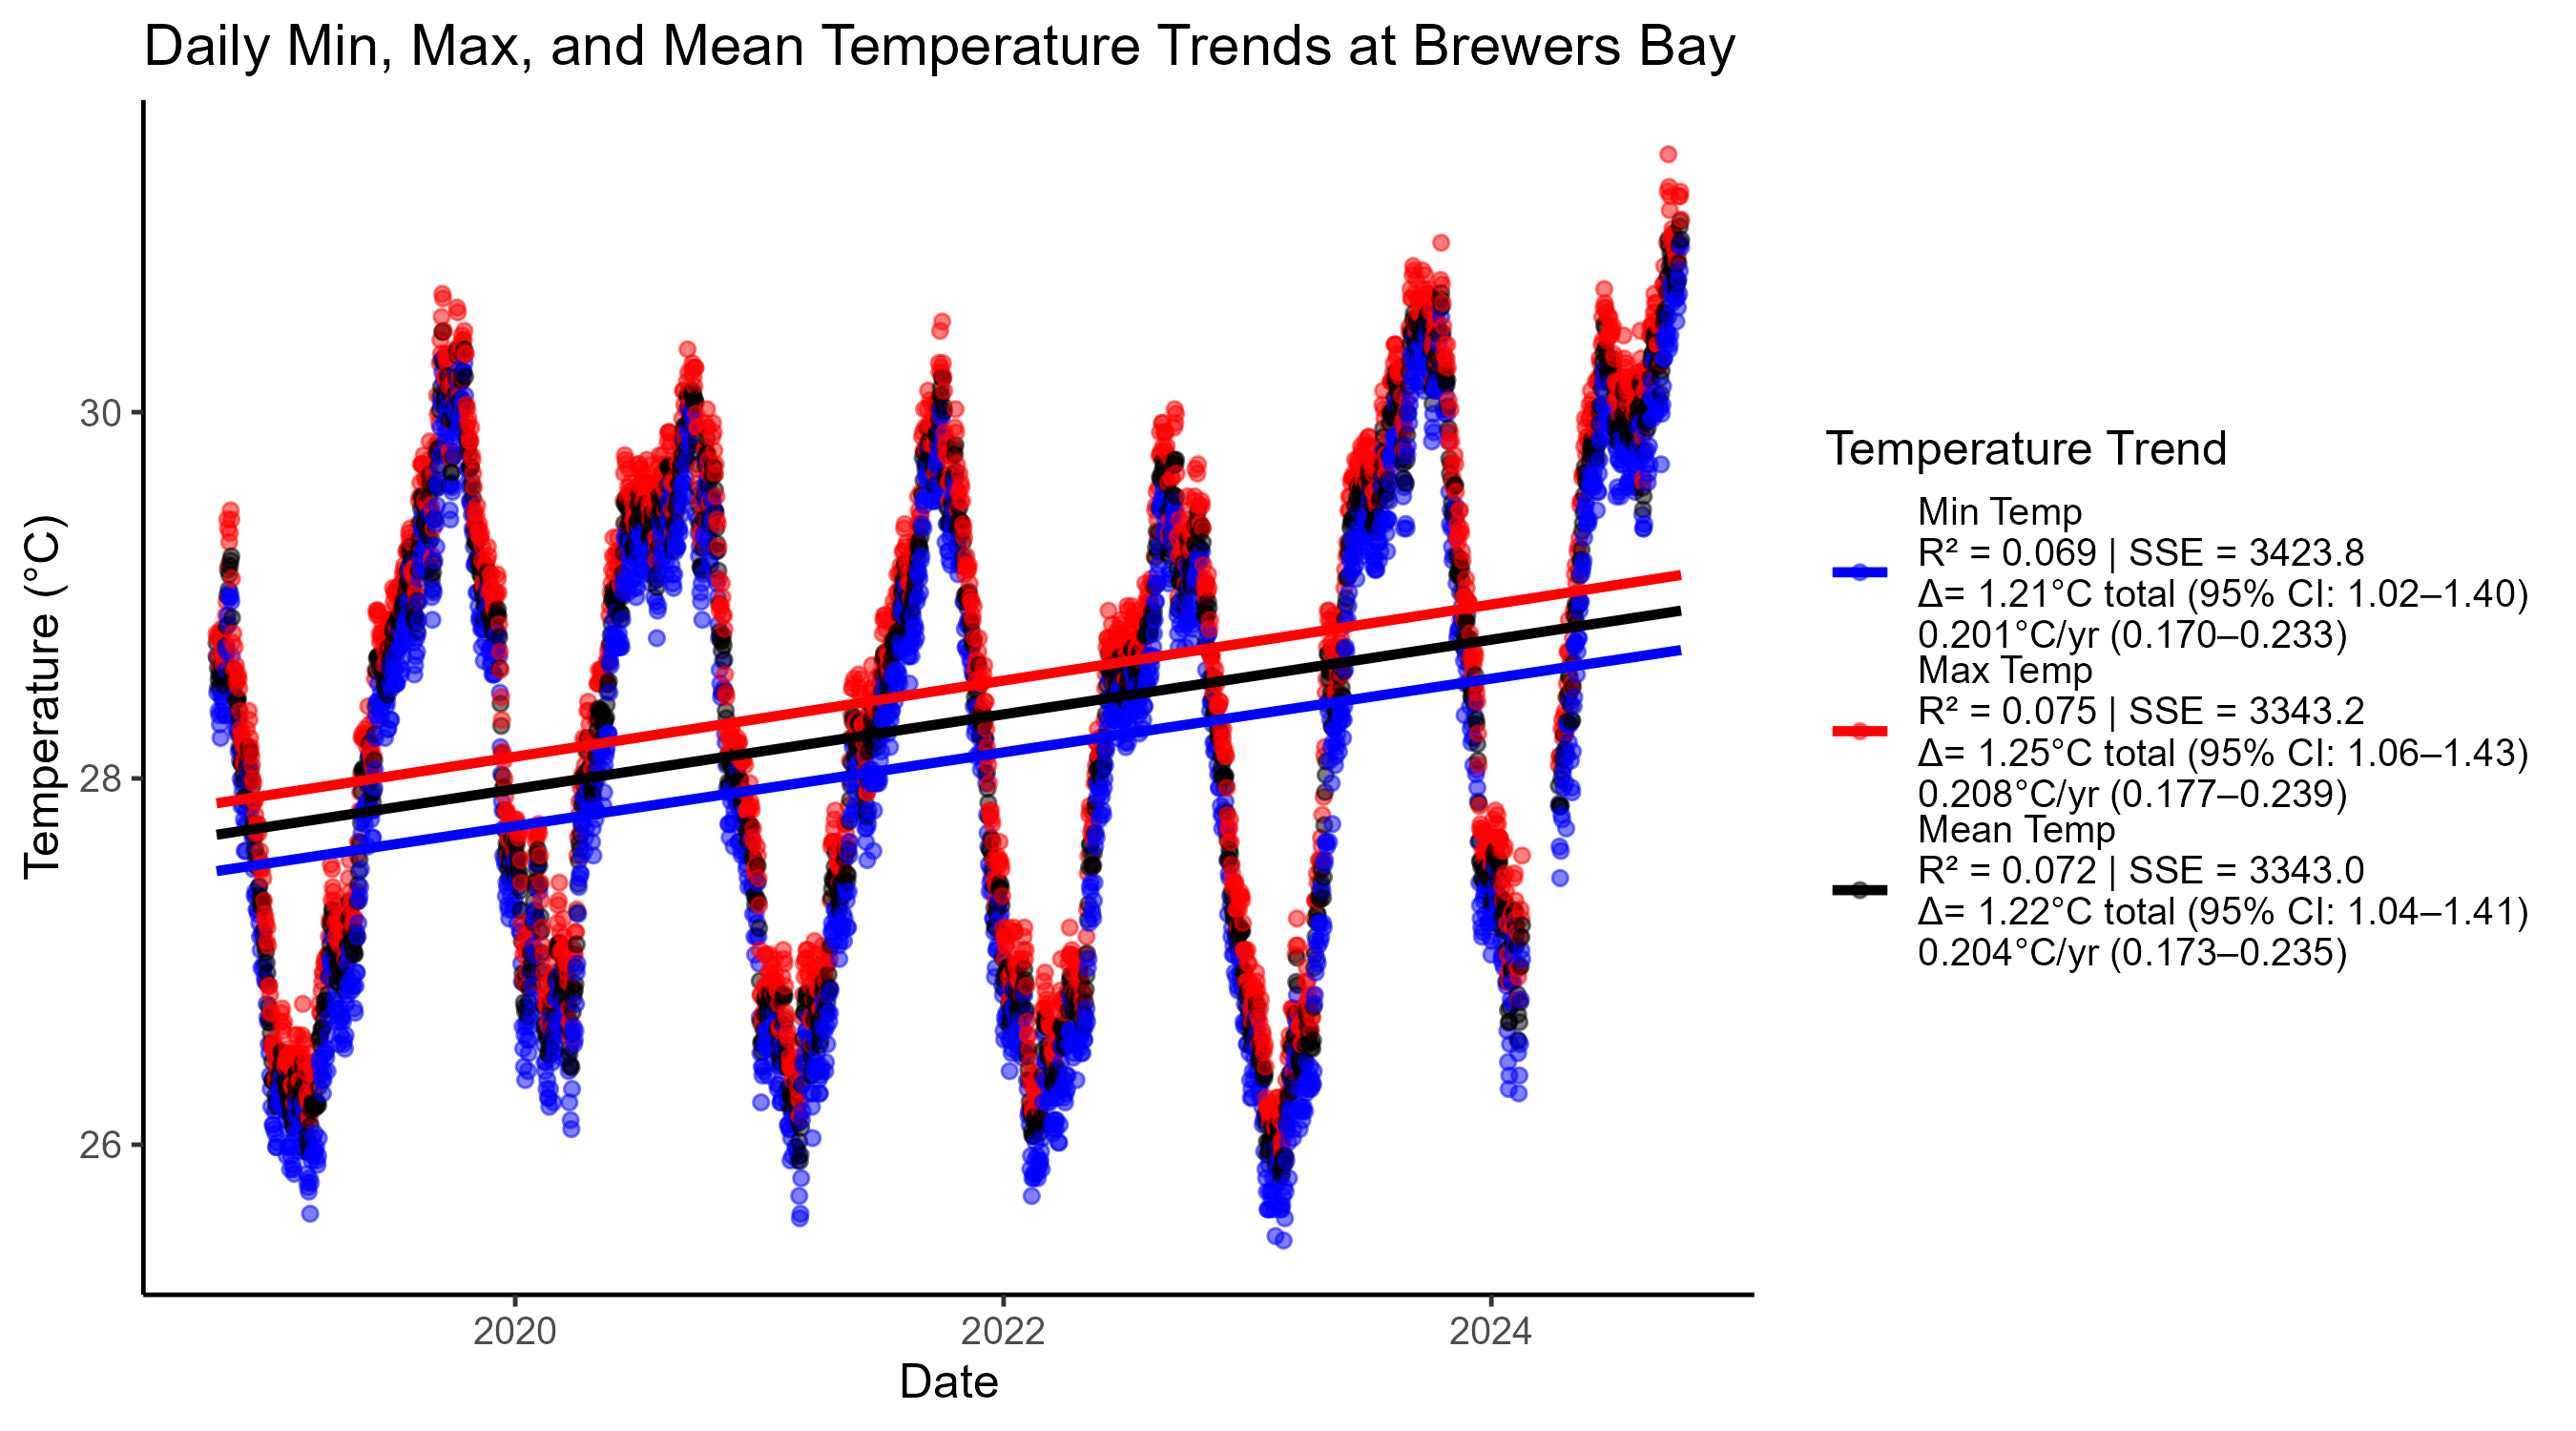 Daily Min, Max, and Mean Temperature Trends at Brewers Bay
Temperature (°C)
30
28
26
2020
2022
2024
Date
Temperature Trend
Min Temp
R² = 0.069 | SSE = 3423.8
Δ= 1.21°C total (95% CI: 1.02–1.40)
0.201°C/yr (0.170–0.233)
Max Temp
R² = 0.075 | SSE = 3343.2
Δ= 1.25°C total (95% CI: 1.06–1.43)
0.208°C/yr (0.177–0.239)
Mean Temp
R² = 0.072 | SSE = 3343.0
Δ= 1.22°C total (95% CI: 1.04–1.41)
0.204°C/yr (0.173–0.235)